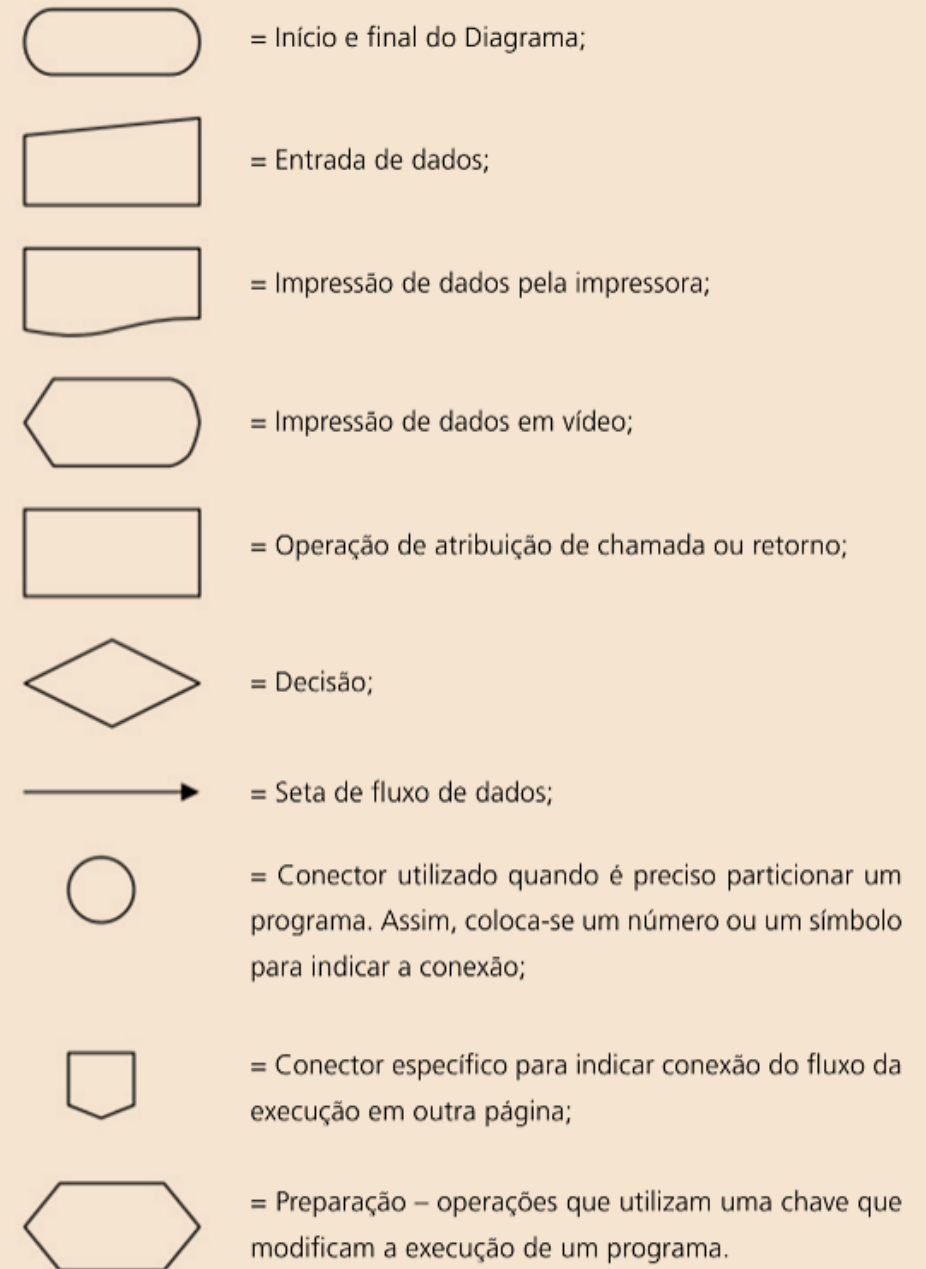 = Início e final do Diagrama;
= Entrada de dados;
= Impressão de dados pela impressora;
= Impressão de dados em vídeo;
= Operação de atribuição de chamada ou retorno;
= Decisão;
= Seta de fluxo de dados;
= Conector utilizado quando é preciso particionar um
programa. Assim, coloca-se um número ou um símbolo
para indicar a conexão;
= Conector específico para indicar conexão do fluxo da
execução em outra página;
= Preparação – operações que utilizam uma chave que
modificam a execução de um programa.